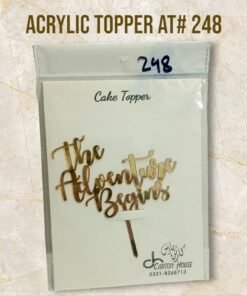 ACRYLIC TOPPER AT# 248
248
Cake Topper
The
Adventure
Begins
CARTON HOUSE
0321-8268713